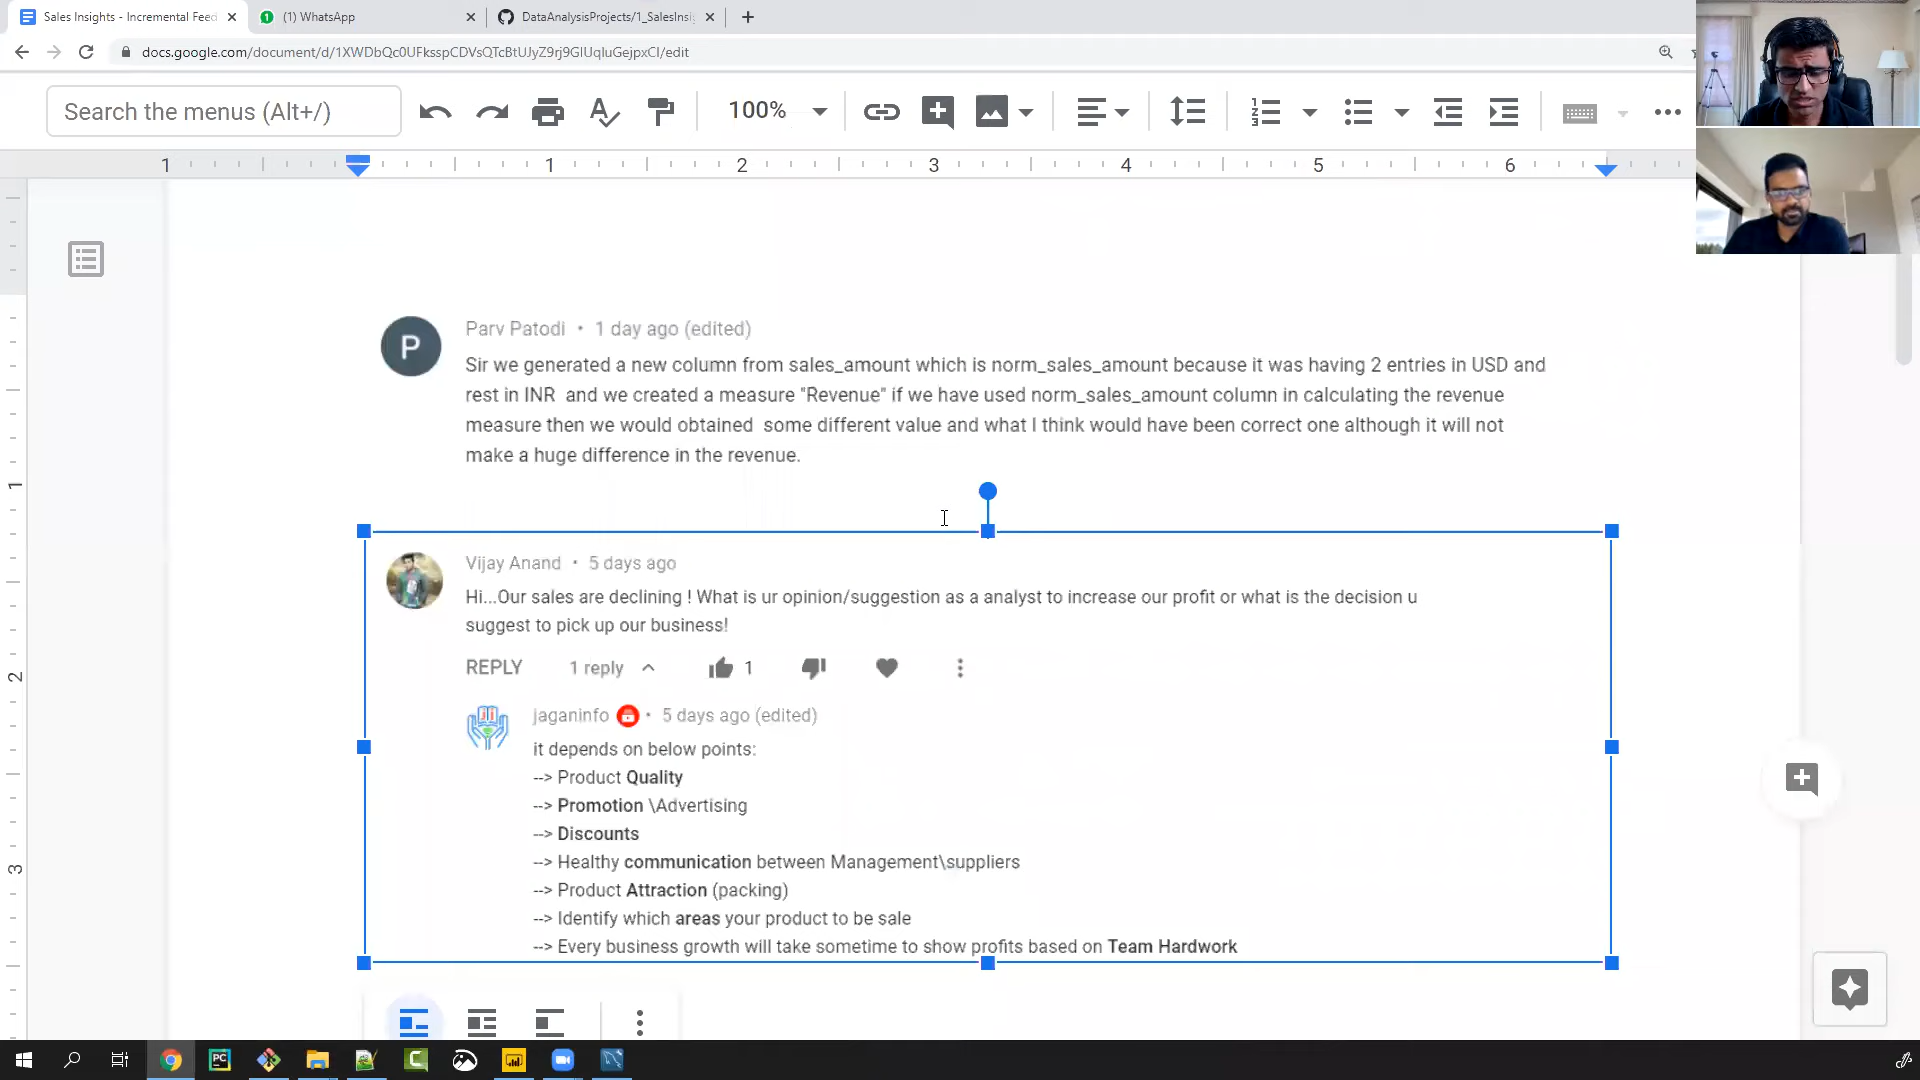 Sales Insights - Incremental Feed
(1) WhatsApp
DataAnalysisProjects/1_SalesInsi
docs.google.com/document/d/1XWDbQc0UFksspCDVsQTcBtUJyZ9rj9GlUqIuGejpxCI/edit
Search the menus (Alt+/)
100%
1 1 2 3 4 5 6
P
Parv Patodi • 1 day ago (edited)
Sir we generated a new column from sales_amount which is norm_sales_amount because it was having 2 entries in USD and
rest in INR and we created a measure "Revenue" if we have used norm_sales_amount column in calculating the revenue
measure then we would obtained some different value and what I think would have been correct one although it will not
make a huge difference in the revenue.
1
Vijay Anand • 5 days ago
Hi...Our sales are declining ! What is ur opinion/suggestion as a analyst to increase our profit or what is the decision u
suggest to pick up our business!
REPLY 1 reply 1
2
jaganinfo • 5 days ago (edited)
it depends on below points:
--> Product Quality
--> Promotion \Advertising
--> Discounts
--> Healthy communication between Management\suppliers
3
--> Product Attraction (packing)
--> Identify which areas your product to be sale
--> Every business growth will take sometime to show profits based on Team Hardwork
PC
C